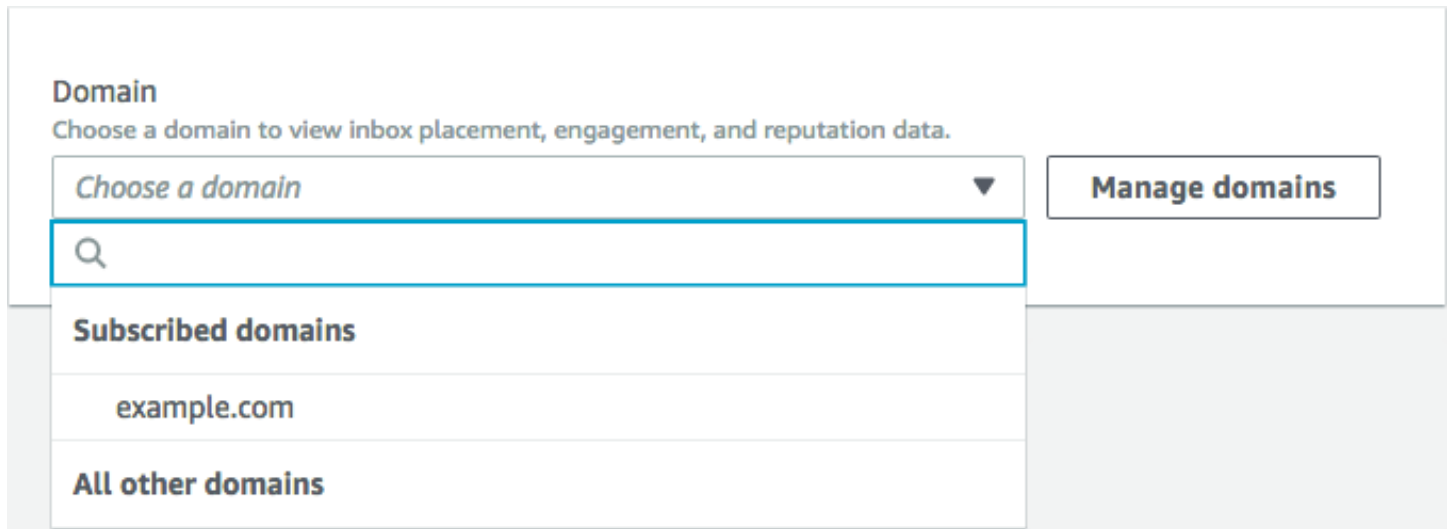 Domain
Choose a domain to view inbox placement, engagement, and reputation data.
Choose a domain
Manage domains
Subscribed domains
example.com
All other domains